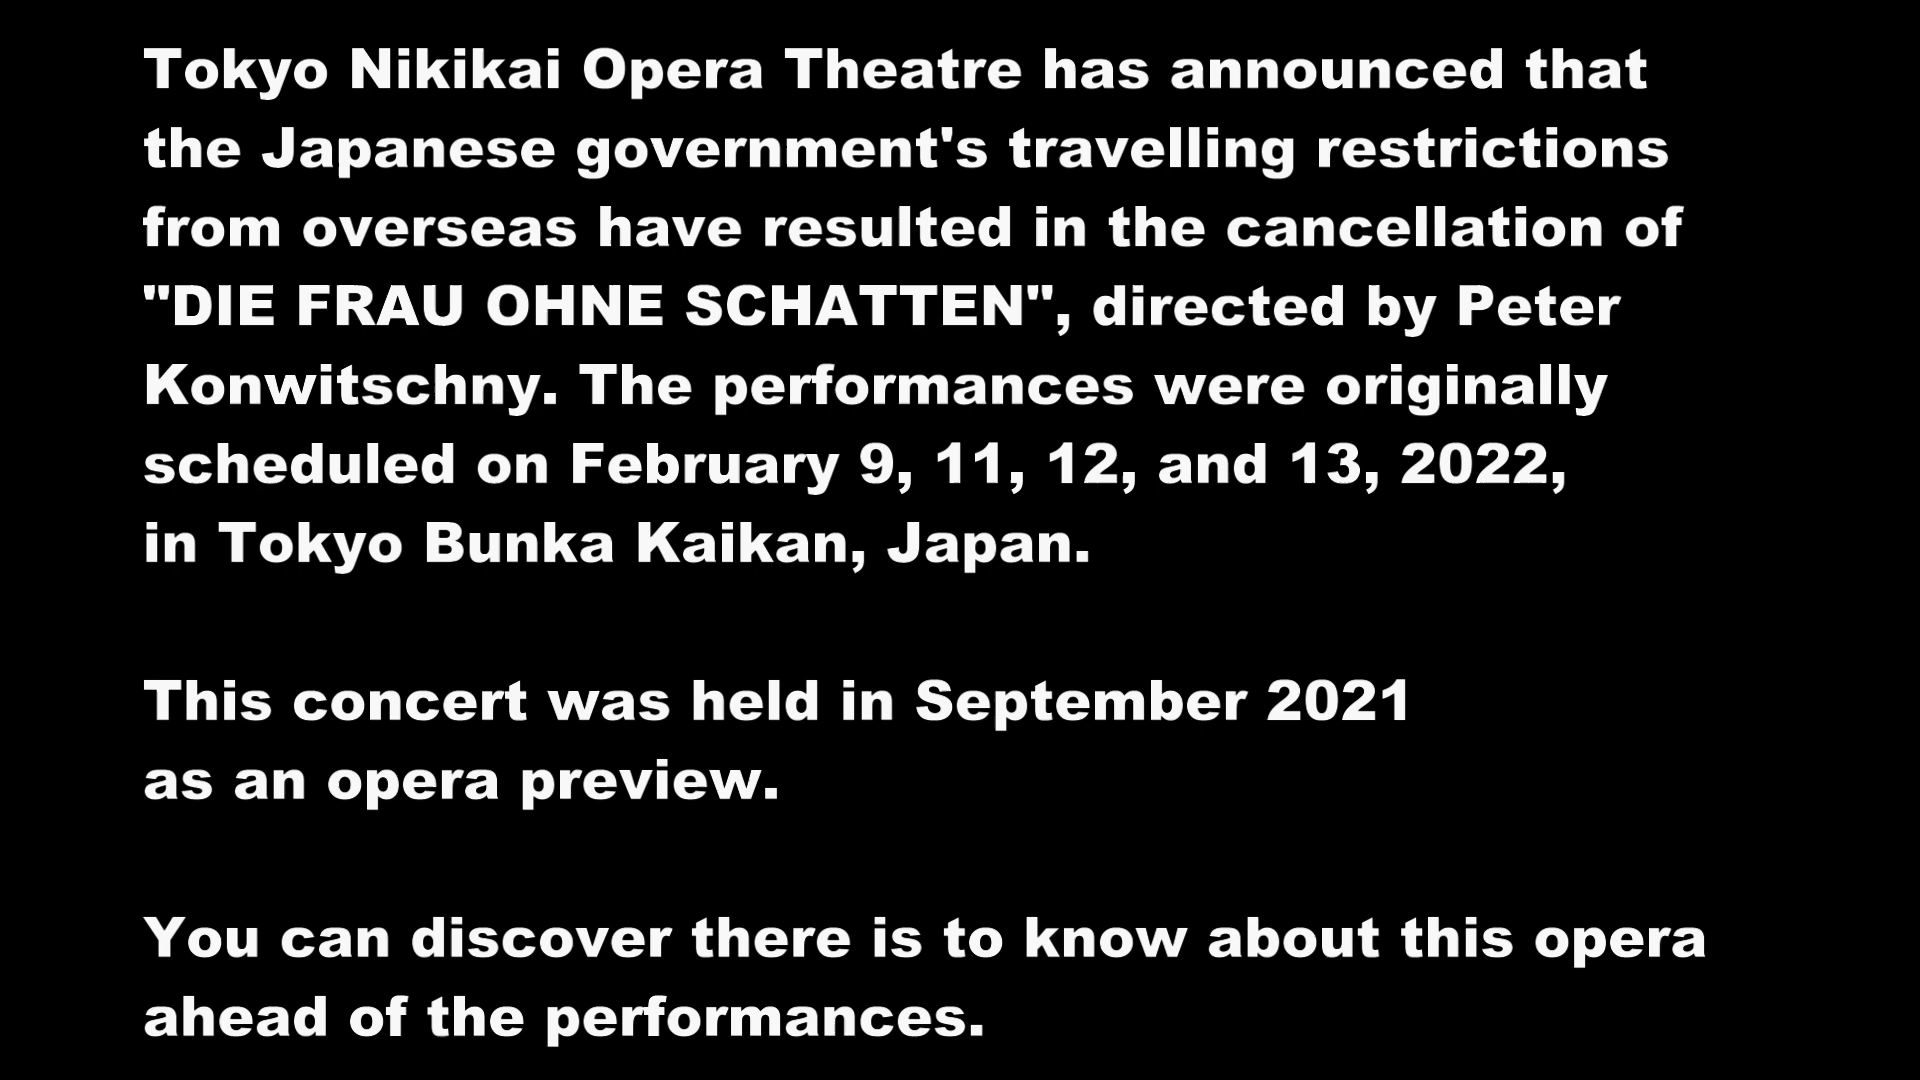 Tokyo Nikikai Opera Theatre has announced that
the Japanese government's travelling restrictions
from overseas have resulted in the cancellation of
"DIE FRAU OHNE SCHATTEN", directed by Peter
Konwitschny. The performances were originally
scheduled on February 9, 11, 12, and 13, 2022,
in Tokyo Bunka Kaikan, Japan.
This concert was held in September 2021
as an opera preview.
You can discover there is to know about this opera
ahead of the performances.